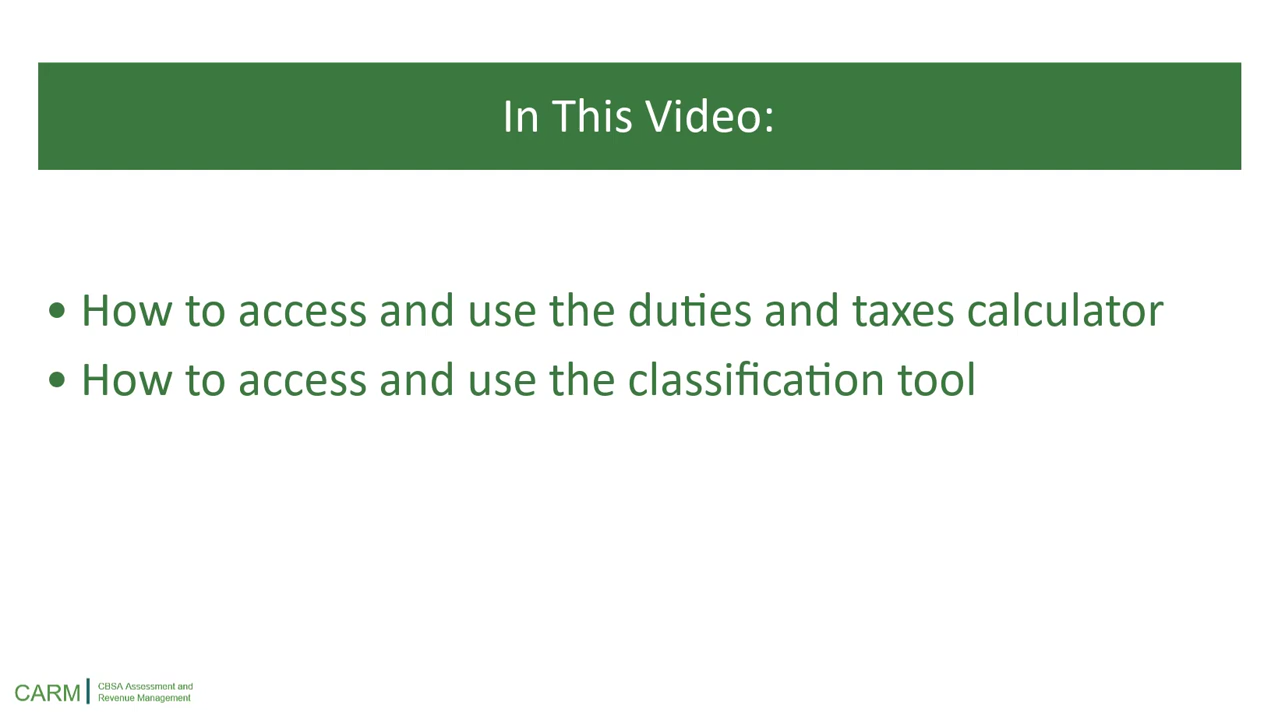 In This Video:
• How to access and use the duties and taxes calculator
• How to access and use the classification tool
CARM
CBSA Assessment and
Revenue Management